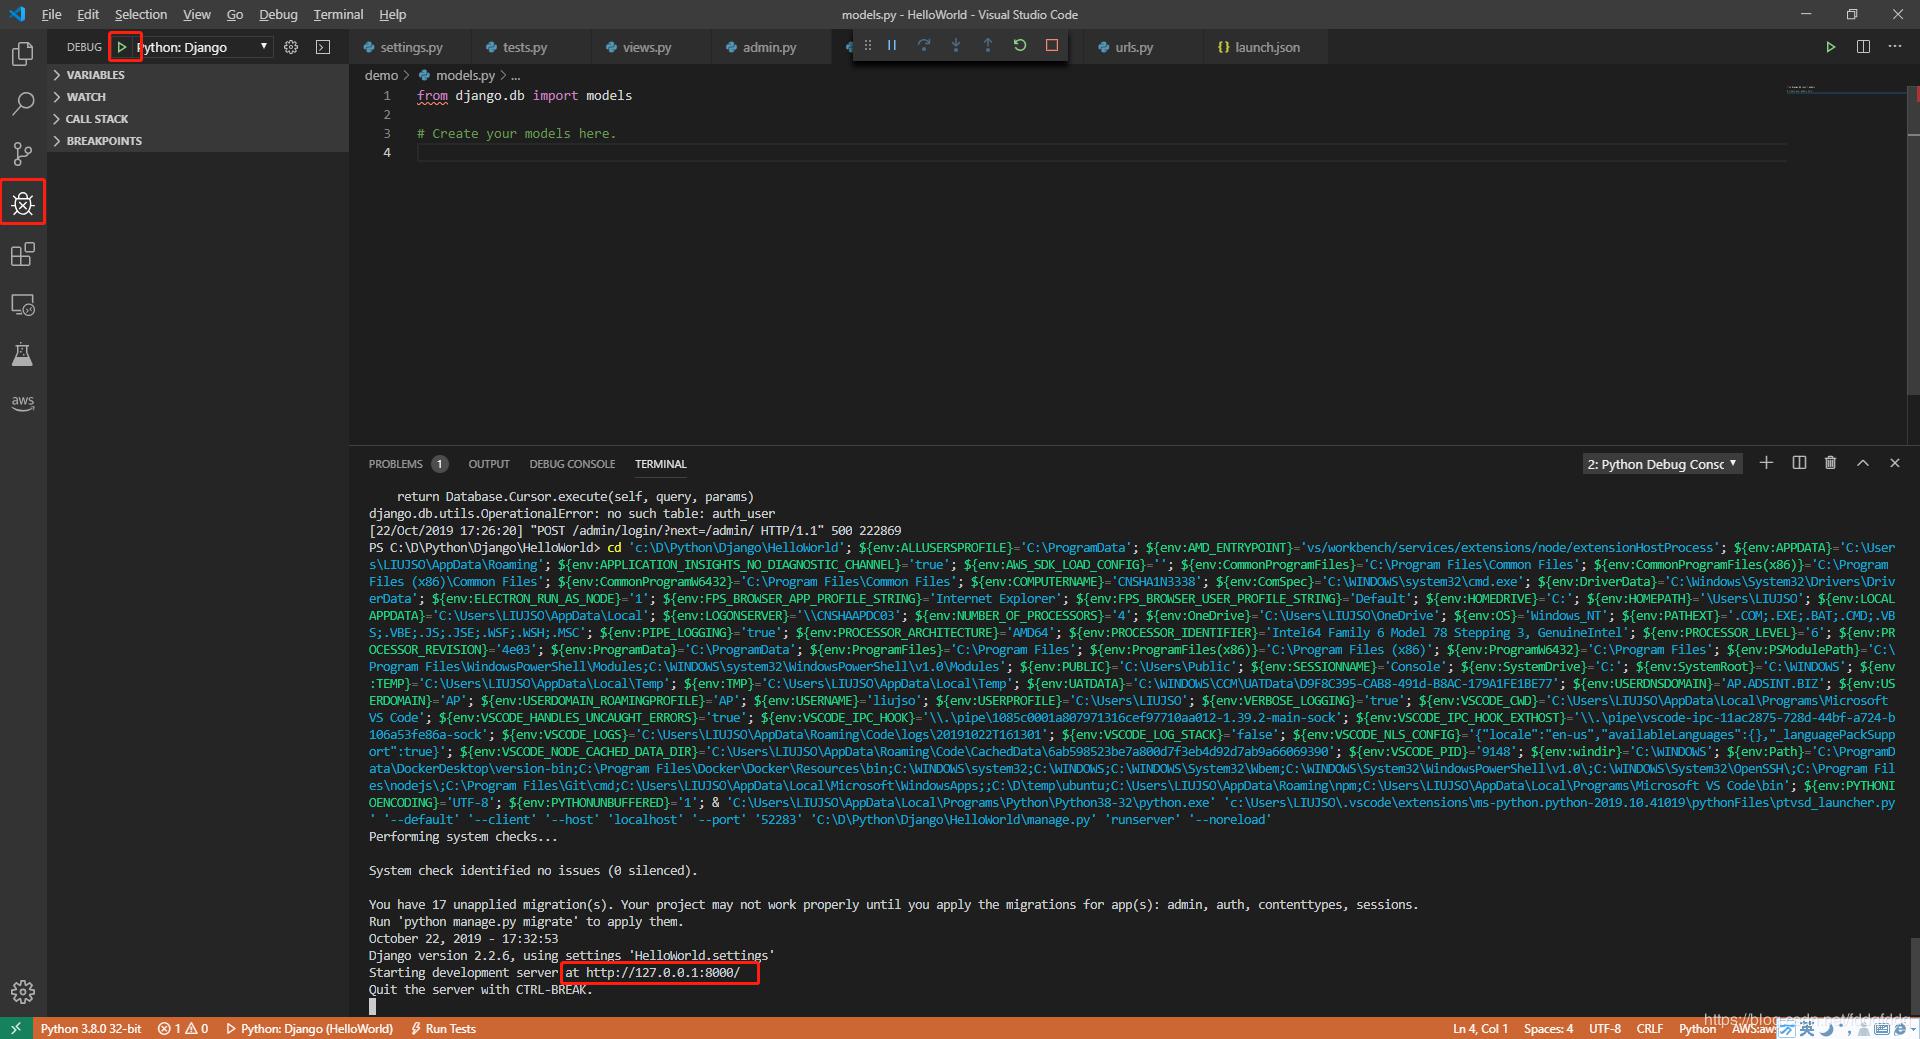 File Edit Selection View Go Debug Terminal Help
models.py - HelloWorld - Visual Studio Code
DEBUG Python: Django
settings.py tests.py views.py admin.py urls.py {} launch.json
VARIABLES
WATCH
CALL STACK
BREAKPOINTS
demo > models.py > ...
1 from django.db import models
2
3 # Create your models here.
4
aws
PROBLEMS 1 OUTPUT DEBUG CONSOLE TERMINAL
2: Python Debug Consc
return Database.Cursor.execute(self, query, params)
django.db.utils.OperationalError: no such table: auth_user
[22/Oct/2019 17:26:20] "POST /admin/login/?next=/admin/ HTTP/1.1" 500 222869
PS C:\D\Python\Django\HelloWorld> cd 'c:\D\Python\Django\HelloWorld'; ${env:ALLUSERSPROFILE}='C:\ProgramData'; ${env:AMD_ENTRYPOINT}='vs/workbench/services/extensions/node/extensionHostProcess'; ${env:APPDATA}='C:\User
s\LIUJSO\AppData\Roaming'; ${env:APPLICATION_INSIGHTS_NO_DIAGNOSTIC_CHANNEL}='true'; ${env:AWS_SDK_LOAD_CONFIG}=''; ${env:CommonProgramFiles}='C:\Program Files\Common Files'; ${env:CommonProgramFiles(x86)}='C:\Program
Files (x86)\Common Files'; ${env:CommonProgramW6432}='C:\Program Files\Common Files'; ${env:COMPUTERNAME}='CNSHA1N3338'; ${env:ComSpec}='C:\WINDOWS\system32\cmd.exe'; ${env:DriverData}='C:\Windows\System32\Drivers\Driv
erData'; ${env:ELECTRON_RUN_AS_NODE}='1'; ${env:FPS_BROWSER_APP_PROFILE_STRING}='Internet Explorer'; ${env:FPS_BROWSER_USER_PROFILE_STRING}='Default'; ${env:HOMEDRIVE}='C:'; ${env:HOMEPATH}='\Users\LIUJSO'; ${env:LOCAL
APPDATA}='C:\Users\LIUJSO\AppData\Local'; ${env:LOGONSERVER}='\\CNSHAAPDC03'; ${env:NUMBER_OF_PROCESSORS}='4'; ${env:OneDrive}='C:\Users\LIUJSO\OneDrive'; ${env:OS}='Windows_NT'; ${env:PATHEXT}='.COM;.EXE;.BAT;.CMD;.VB
S;.VBE;.JS;.JSE;.WSF;.WSH;.MSC'; ${env:PIPE_LOGGING}='true'; ${env:PROCESSOR_ARCHITECTURE}='AMD64'; ${env:PROCESSOR_IDENTIFIER}='Intel64 Family 6 Model 78 Stepping 3, GenuineIntel'; ${env:PROCESSOR_LEVEL}='6'; ${env:PR
OCESSOR_REVISION}='4e03'; ${env:ProgramData}='C:\ProgramData'; ${env:ProgramFiles}='C:\Program Files'; ${env:ProgramFiles(x86)}='C:\Program Files (x86)'; ${env:ProgramW6432}='C:\Program Files'; ${env:PSModulePath}='C:\
Program Files\WindowsPowerShell\Modules;C:\WINDOWS\system32\WindowsPowerShell\v1.0\Modules'; ${env:PUBLIC}='C:\Users\Public'; ${env:SESSIONNAME}='Console'; ${env:SystemDrive}='C:'; ${env:SystemRoot}='C:\WINDOWS'; ${env
:TEMP}='C:\Users\LIUJSO\AppData\Local\Temp'; ${env:TMP}='C:\Users\LIUJSO\AppData\Local\Temp'; ${env:UATDATA}='C:\WINDOWS\CCM\UATData\D9F8C395-CAB8-491d-B8AC-179A1FE1BE77'; ${env:USERDNSDOMAIN}='AP.ADSINT.BIZ'; ${env:US
ERDOMAIN}='AP'; ${env:USERDOMAIN_ROAMINGPROFILE}='AP'; ${env:USERNAME}='liujso'; ${env:USERPROFILE}='C:\Users\LIUJSO'; ${env:VERBOSE_LOGGING}='true'; ${env:VSCODE_CWD}='C:\Users\LIUJSO\AppData\Local\Programs\Microsoft
VS Code'; ${env:VSCODE_HANDLES_UNCAUGHT_ERRORS}='true'; ${env:VSCODE_IPC_HOOK}='\\.\pipe\1085c0001a807971316cef97710aa012-1.39.2-main-sock'; ${env:VSCODE_IPC_HOOK_EXTHOST}='\\.\pipe\vscode-ipc-11ac2875-728d-44bf-a724-b
106a53fe86a-sock'; ${env:VSCODE_LOGS}='C:\Users\LIUJSO\AppData\Roaming\Code\logs\20191022T161301'; ${env:VSCODE_LOG_STACK}='false'; ${env:VSCODE_NLS_CONFIG}='{"locale":"en-us","availableLanguages":{},"_languagePackSupp
ort":true}'; ${env:VSCODE_NODE_CACHED_DATA_DIR}='C:\Users\LIUJSO\AppData\Roaming\Code\CachedData\6ab598523be7a800d7f3eb4d92d7ab9a66069390'; ${env:VSCODE_PID}='9148'; ${env:windir}='C:\WINDOWS'; ${env:Path}='C:\ProgramD
ata\DockerDesktop\version-bin;C:\Program Files\Docker\Docker\Resources\bin;C:\WINDOWS\system32;C:\WINDOWS;C:\WINDOWS\System32\Wbem;C:\WINDOWS\System32\WindowsPowerShell\v1.0\;C:\WINDOWS\System32\OpenSSH\;C:\Program Fil
es\nodejs\;C:\Program Files\Git\cmd;C:\Users\LIUJSO\AppData\Local\Microsoft\WindowsApps;;C:\D\temp\ubuntu;C:\Users\LIUJSO\AppData\Roaming\npm;C:\Users\LIUJSO\AppData\Local\Programs\Microsoft VS Code\bin'; ${env:PYTHONI
OENCODING}='UTF-8'; ${env:PYTHONUNBUFFERED}='1'; & 'C:\Users\LIUJSO\AppData\Local\Programs\Python\Python38-32\python.exe' 'c:\Users\LIUJSO\.vscode\extensions\ms-python.python-2019.10.41019\pythonFiles\ptvsd_launcher.py
' '--default' '--client' '--host' 'localhost' '--port' '52283' 'C:\D\Python\Django\HelloWorld\manage.py' 'runserver' '--noreload'
Performing system checks...
System check identified no issues (0 silenced).
You have 17 unapplied migration(s). Your project may not work properly until you apply the migrations for app(s): admin, auth, contenttypes, sessions.
Run 'python manage.py migrate' to apply them.
October 22, 2019 - 17:32:53
Django version 2.2.6, using settings 'HelloWorld.settings'
Starting development server at http://127.0.0.1:8000/
Quit the server with CTRL-BREAK.
Python 3.8.0 32-bit 1 0 Python: Django (HelloWorld) Run Tests
Ln 4, Col 1 Spaces: 4 UTF-8 CRLF Python
英